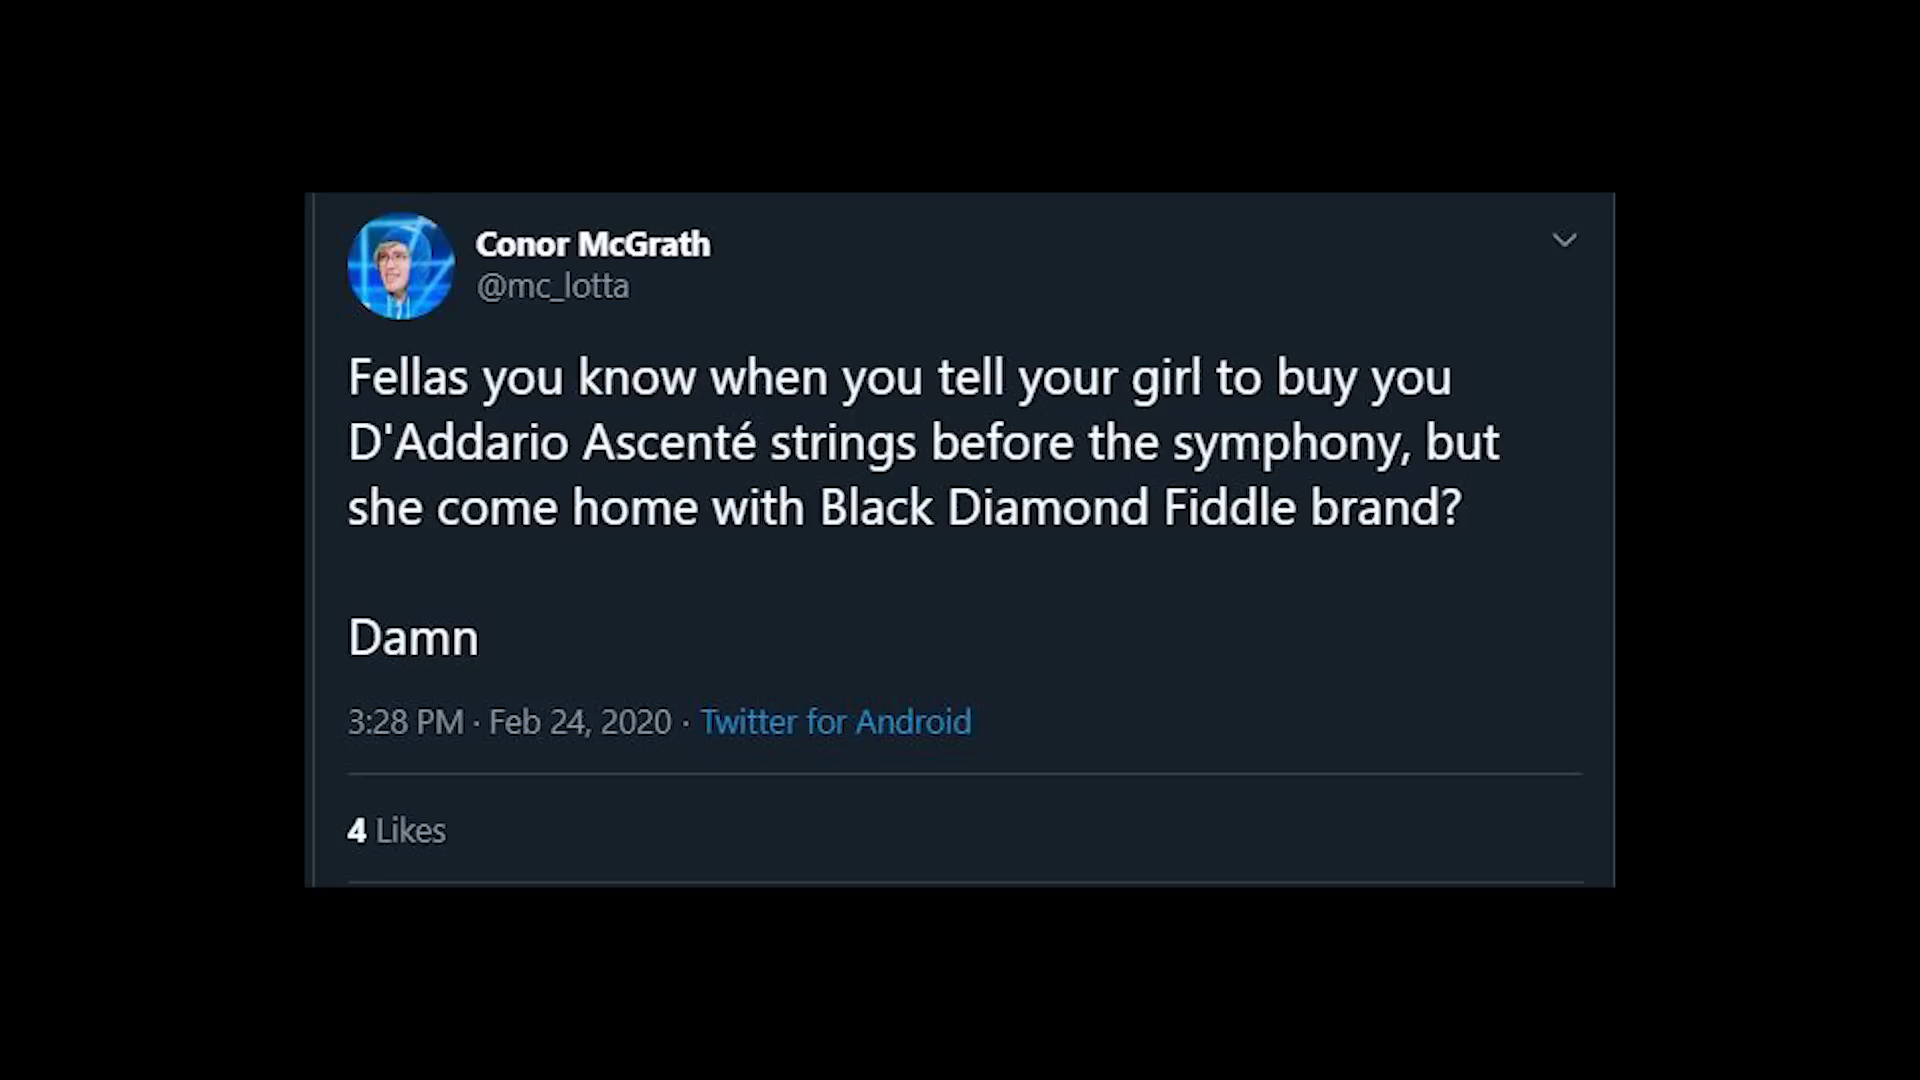 Conor McGrath
@mc_lotta
Fellas you know when you tell your girl to buy you
D'Addario Ascenté strings before the symphony, but
she come home with Black Diamond Fiddle brand?
Damn
3:28 PM · Feb 24, 2020 · Twitter for Android
4 Likes